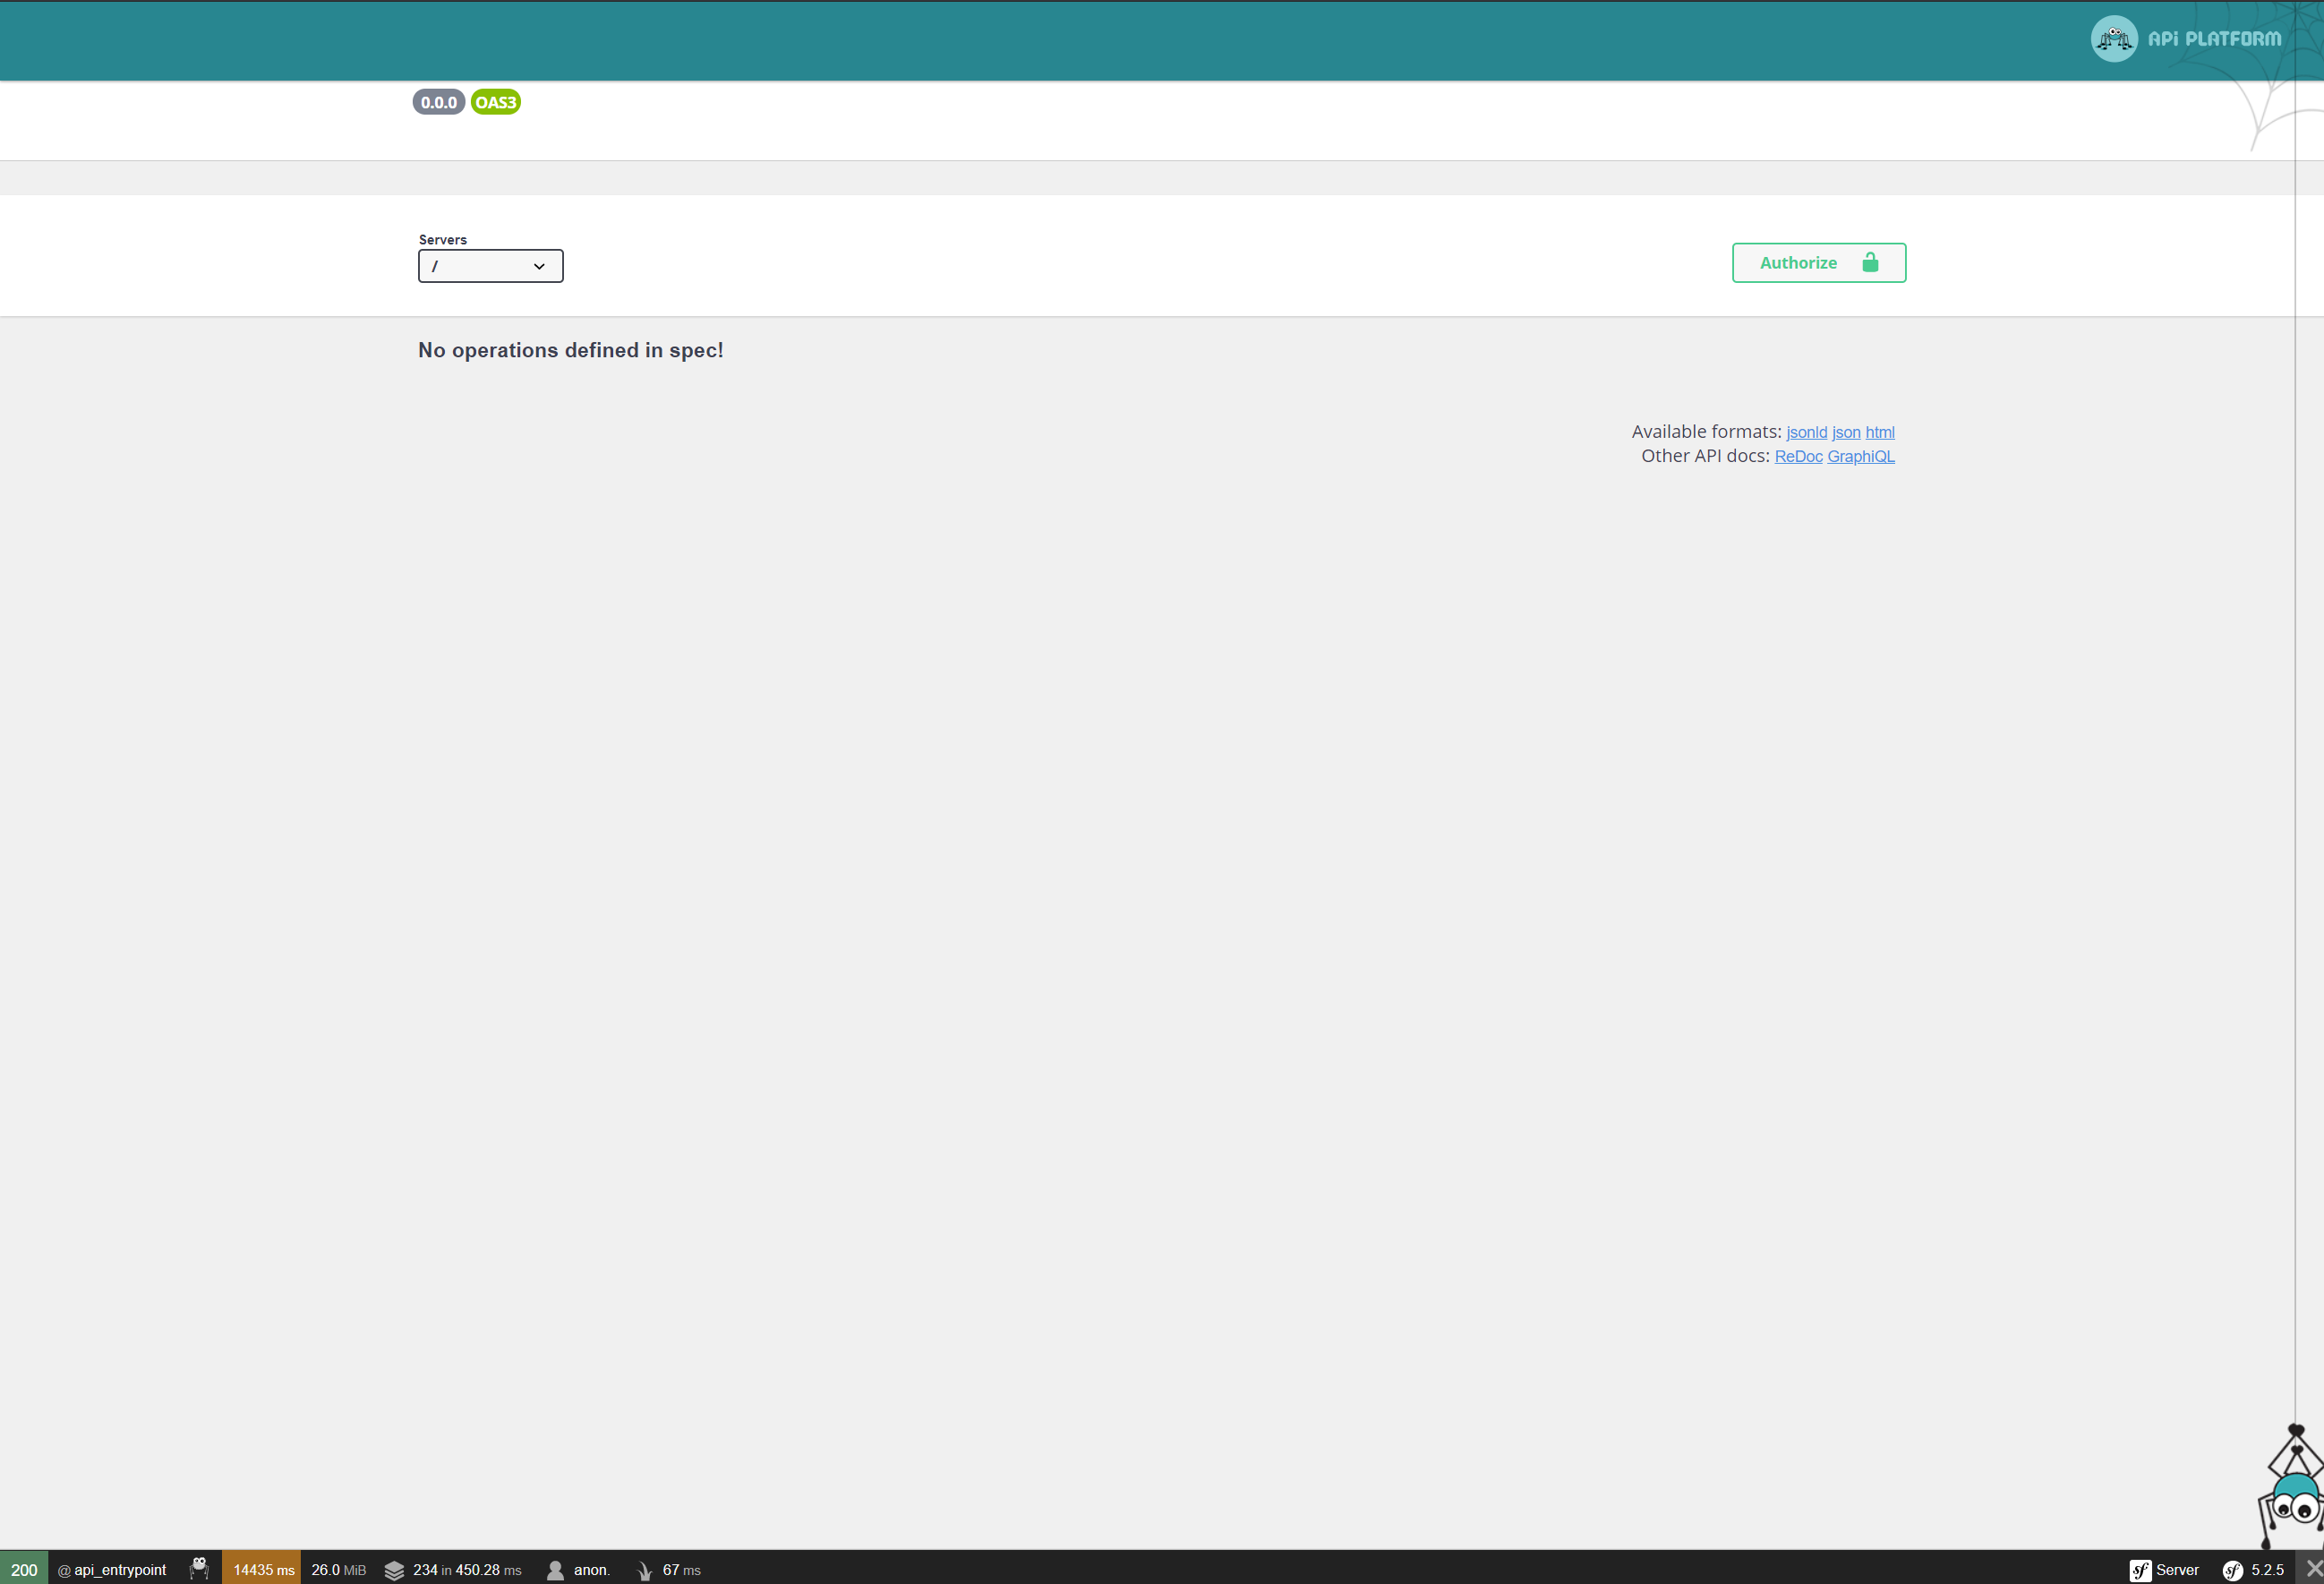 APi PLATFORM
0.0.0 OAS3
Servers
/
Authorize
No operations defined in spec!
Available formats: jsonld json html
Other API docs: ReDoc GraphiQL
200 @ api_entrypoint 14435 ms 26.0 MiB 234 in 450.28 ms anon. 67 ms sf Server sf 5.2.5